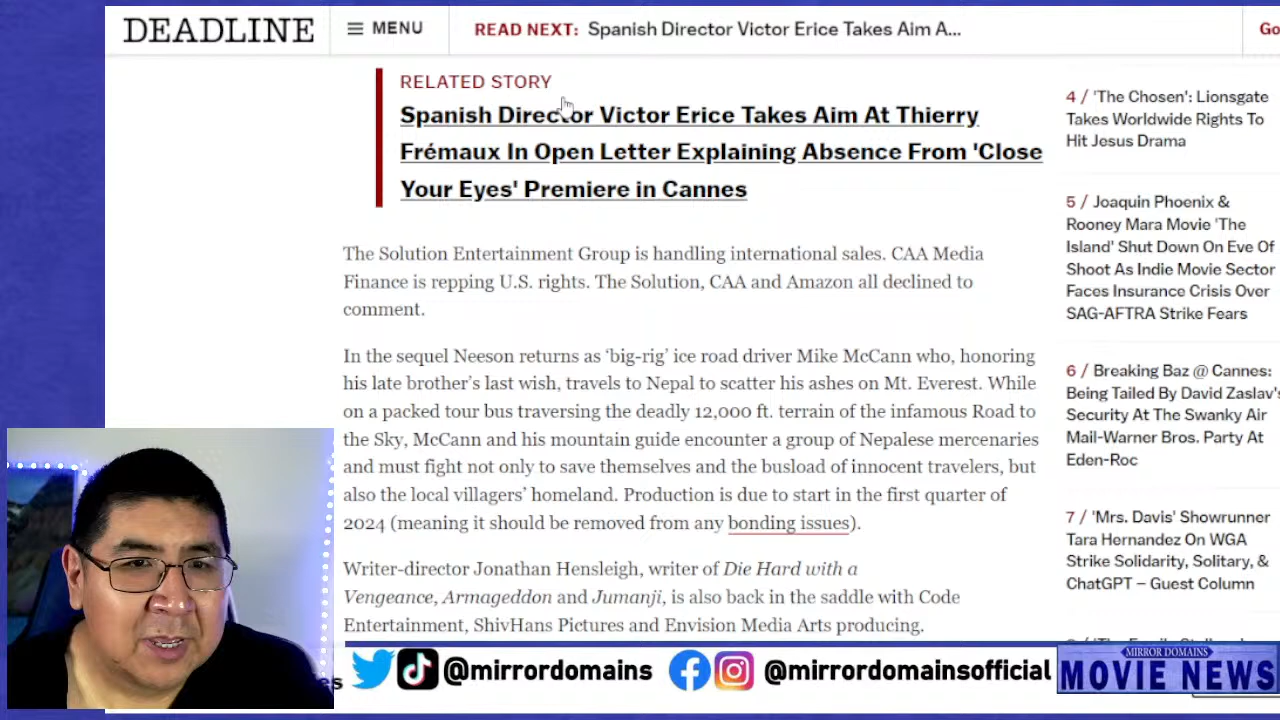 DEADLINE
MENU
READ NEXT: Spanish Director Victor Erice Takes Aim A...
Go
RELATED STORY
Spanish Director Victor Erice Takes Aim At Thierry
Frémaux In Open Letter Explaining Absence From 'Close
Your Eyes' Premiere in Cannes
The Solution Entertainment Group is handling international sales. CAA Media
Finance is repping U.S. rights. The Solution, CAA and Amazon all declined to
comment.
In the sequel Neeson returns as ‘big-rig’ ice road driver Mike McCann who, honoring
his late brother’s last wish, travels to Nepal to scatter his ashes on Mt. Everest. While
on a packed tour bus traversing the deadly 12,000 ft. terrain of the infamous Road to
the Sky, McCann and his mountain guide encounter a group of Nepalese mercenaries
and must fight not only to save themselves and the busload of innocent travelers, but
also the local villagers’ homeland. Production is due to start in the first quarter of
2024 (meaning it should be removed from any bonding issues).
Writer-director Jonathan Hensleigh, writer of Die Hard with a
Vengeance, Armageddon and Jumanji, is also back in the saddle with Code
Entertainment, ShivHans Pictures and Envision Media Arts producing.
4 / 'The Chosen': Lionsgate
Takes Worldwide Rights To
Hit Jesus Drama
5 / Joaquin Phoenix &
Rooney Mara Movie 'The
Island' Shut Down On Eve Of
Shoot As Indie Movie Sector
Faces Insurance Crisis Over
SAG-AFTRA Strike Fears
6 / Breaking Baz @ Cannes:
Being Tailed By David Zaslav's
Security At The Swanky Air
Mail-Warner Bros. Party At
Eden-Roc
7 / 'Mrs. Davis' Showrunner
Tara Hernandez On WGA
Strike Solidarity, Solitary, &
ChatGPT – Guest Column
@mirrordomains
@mirrordomainsofficial
MIRROR DOMAINS
MOVIE NEWS